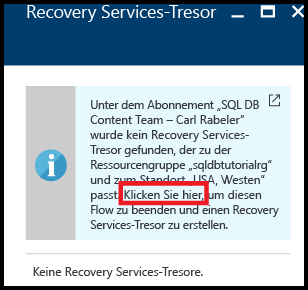 Recovery Services-Tresor
Unter dem Abonnement „SQL DB
Content Team – Carl Rabeler"
wurde kein Recovery Services-
Tresor gefunden, der zu der
Ressourcengruppe „sqldbtutorialrg"
und zum Standort „USA, Westen"
passt. Klicken Sie hier, um diesen
Flow zu beenden und einen Recovery
Services-Tresor zu erstellen.
Keine Recovery Services-Tresore.